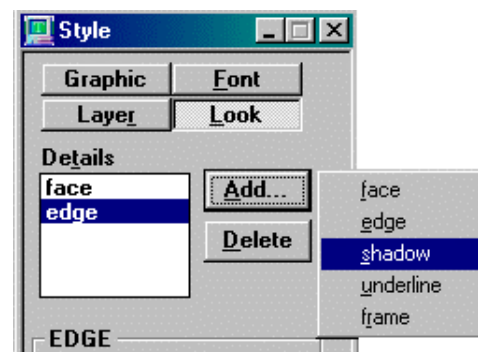 Style
Graphic Font
Layer Look
Details
face
edge
Add...
Delete
face
edge
shadow
underline
frame
EDGE